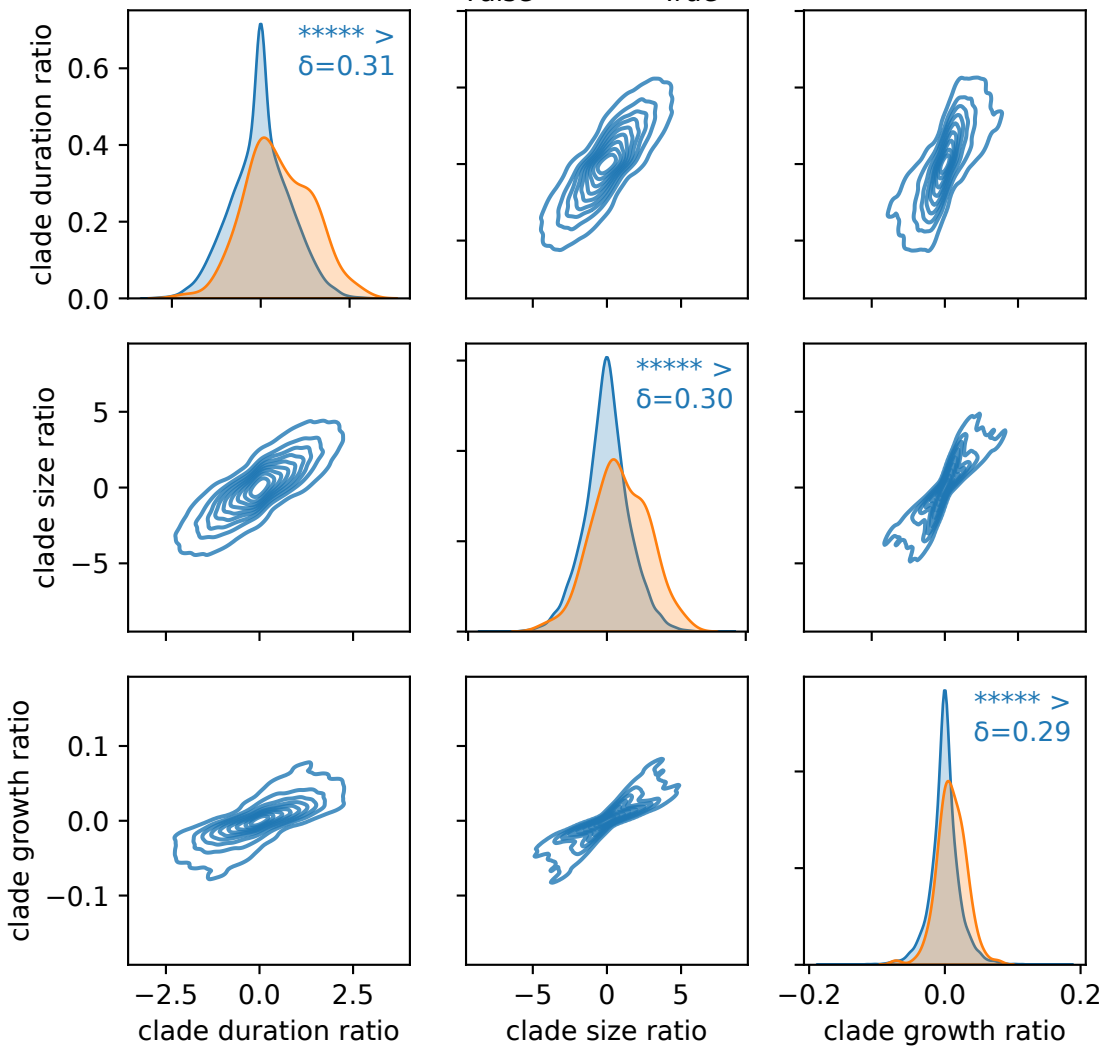 clade duration ratio
0.6
0.4
0.2
0.0
***** >
δ=0.31
clade size ratio
5
0
−5
***** >
δ=0.30
clade growth ratio
0.1
0.0
−0.1
***** >
δ=0.29
−2.5 0.0 2.5
−5 0 5
−0.2 0.0 0.2
clade duration ratio
clade size ratio
clade growth ratio